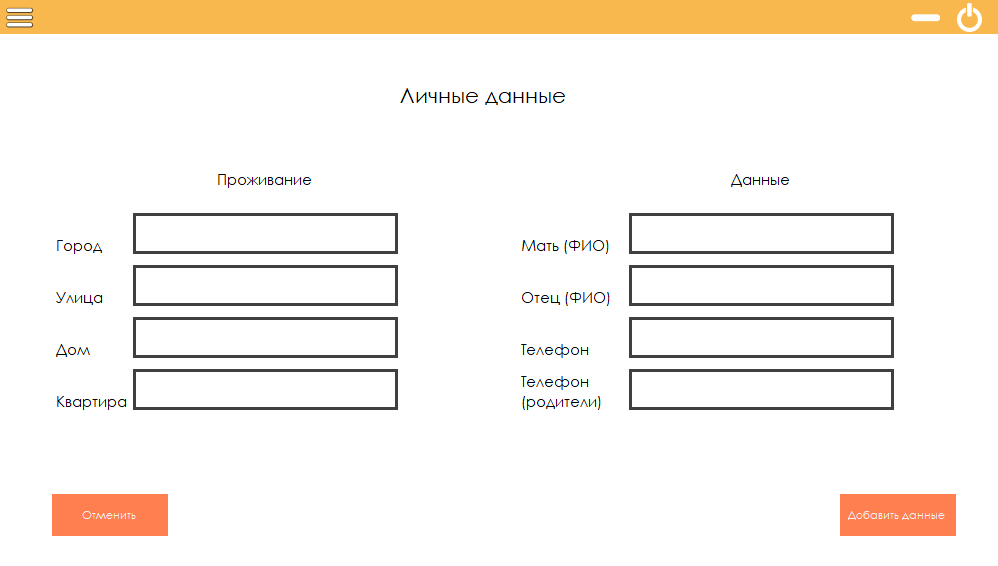 Личные данные
Проживание
Город
Улица
Дом
Квартира
Данные
Мать (ФИО)
Отец (ФИО)
Телефон
Телефон
(родители)
Отменить
Добавить данные